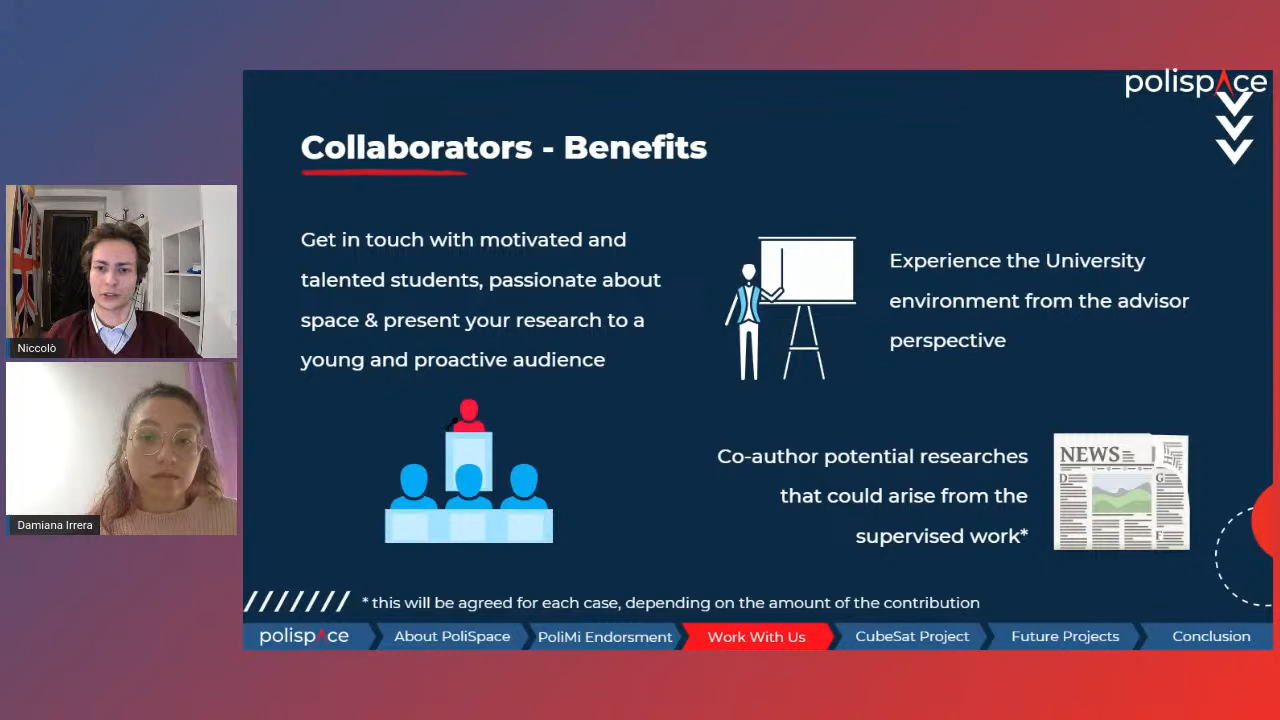 polispace
Collaborators - Benefits
Get in touch with motivated and
talented students, passionate about
space & present your research to a
young and proactive audience
Experience the University
environment from the advisor
perspective
Co-author potential researches
that could arise from the
supervised work*
NEWS
D
G
F
* this will be agreed for each case, depending on the amount of the contribution
polispace
About PoliSpace
PoliMi Endorsment
Work With Us
CubeSat Project
Future Projects
Conclusion
Niccolò
Damiana Irrera